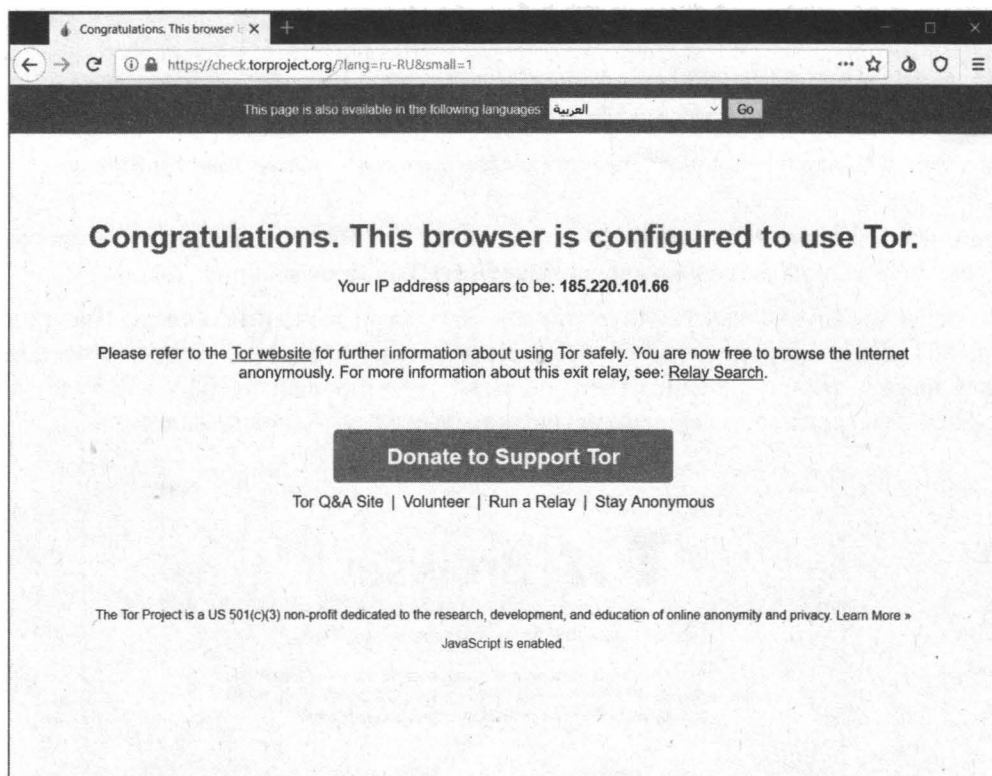 Congratulations. This browser is
https://check.torproject.org/?lang=ru-RU&small=1
This page is also available in the following languages: العربية Go
Congratulations. This browser is configured to use Tor.
Your IP address appears to be: 185.220.101.66
Please refer to the Tor website for further information about using Tor safely. You are now free to browse the Internet
anonymously. For more information about this exit relay, see: Relay Search.
Donate to Support Tor
Tor Q&A Site | Volunteer | Run a Relay | Stay Anonymous
The Tor Project is a US 501(c)(3) non-profit dedicated to the research, development, and education of online anonymity and privacy. Learn More »
JavaScript is enabled.